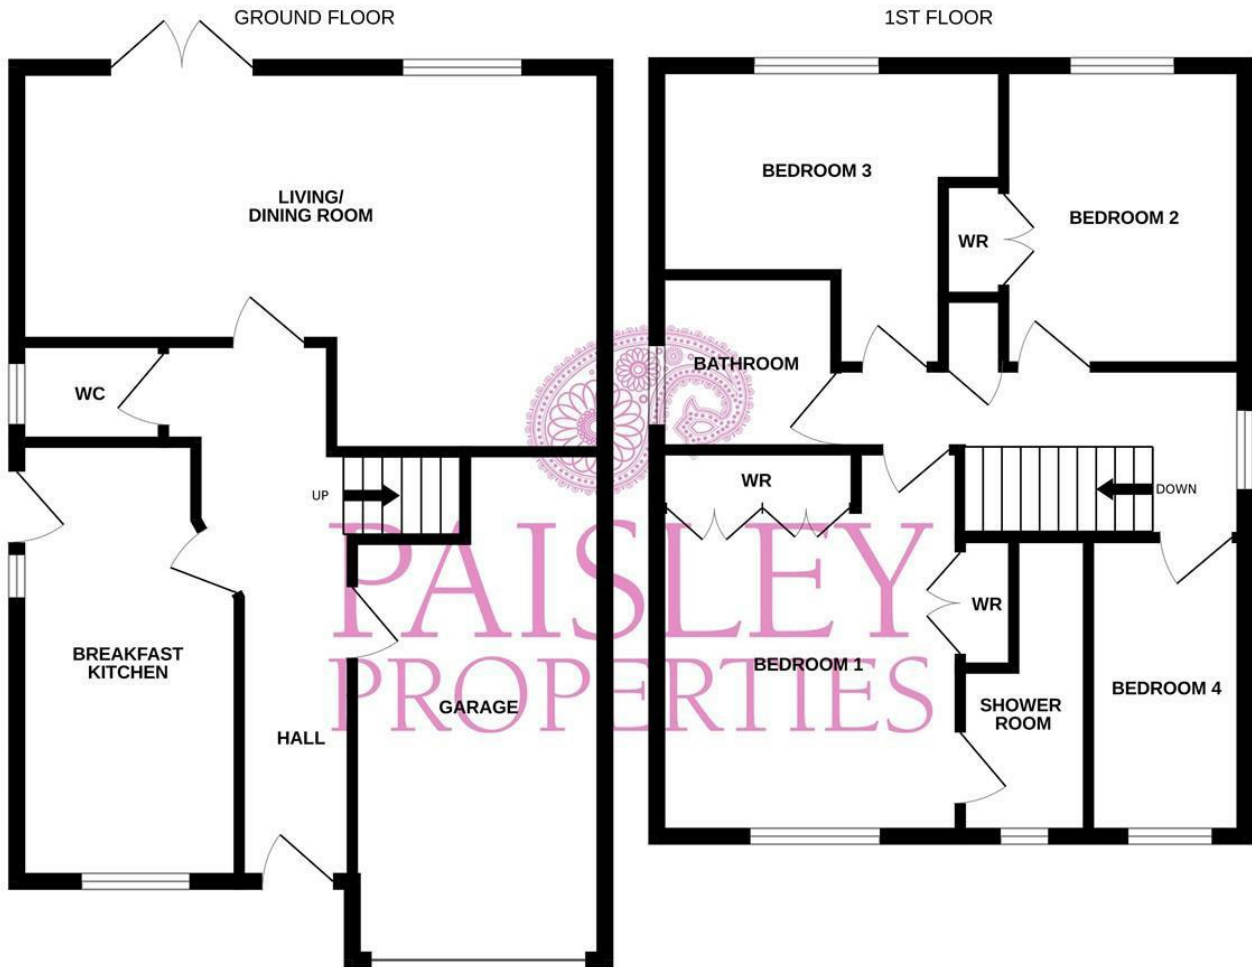 GROUND FLOOR
LIVING/
DINING ROOM
WC
UP
BREAKFAST
KITCHEN
HALL
GARAGE
1ST FLOOR
BEDROOM 3
BEDROOM 2
WR
BATHROOM
WR
DOWN
WR
BEDROOM 1
SHOWER
ROOM
BEDROOM 4
PAISLEY
PROPERTIES